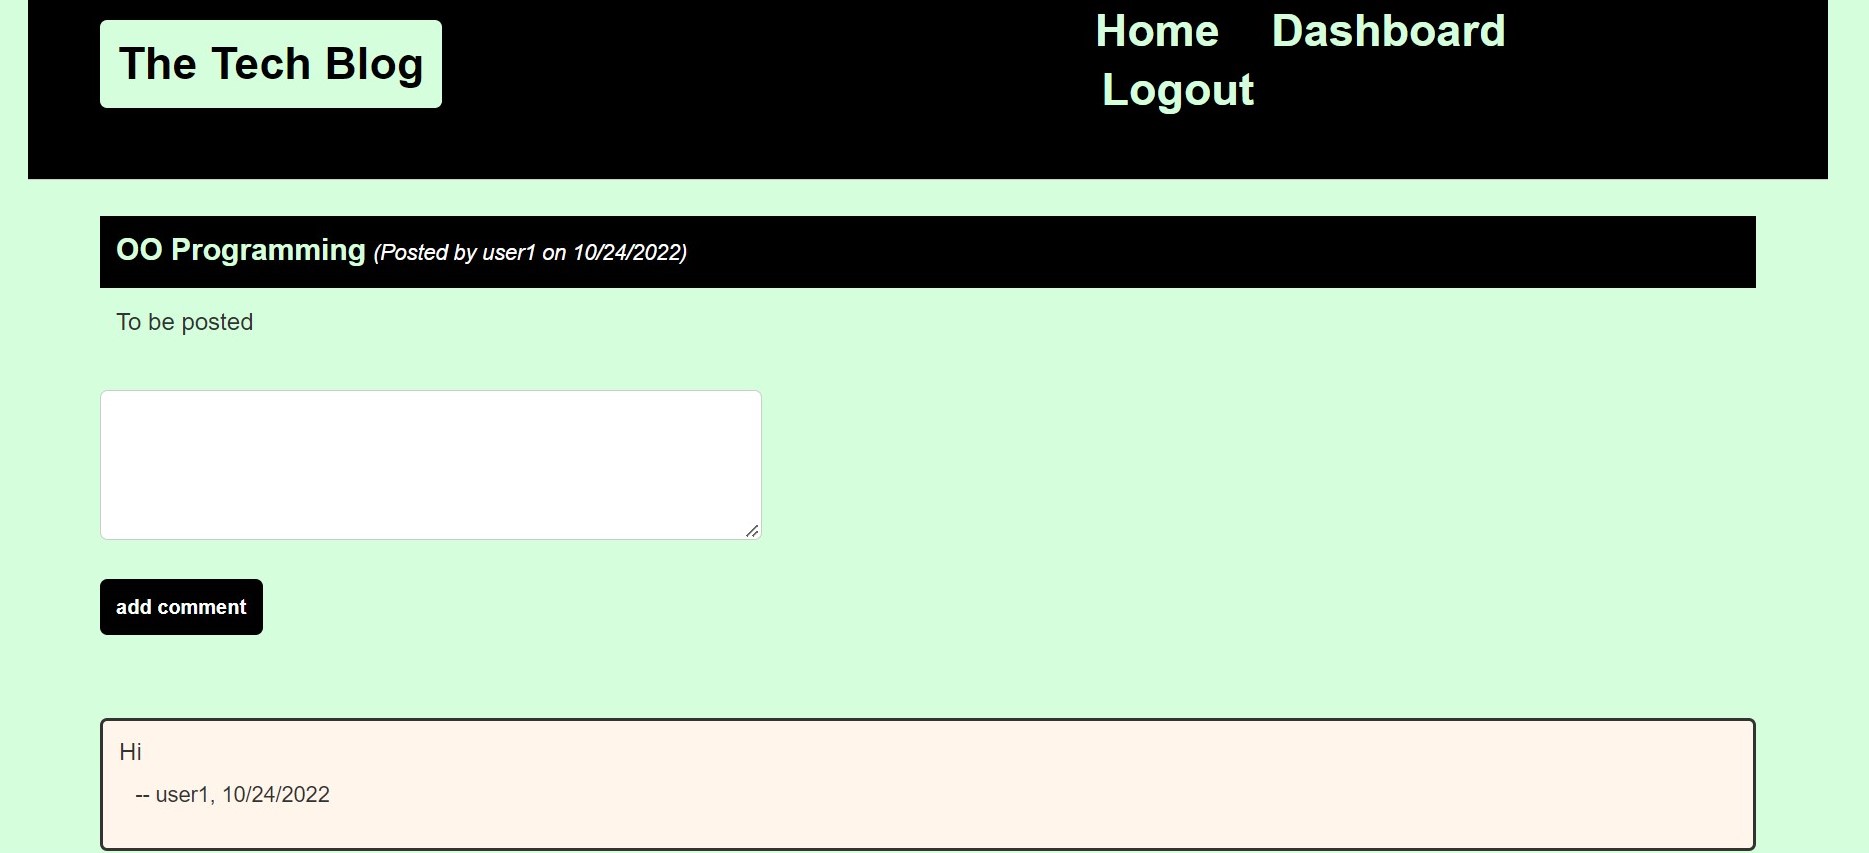 The Tech Blog
Home Dashboard
Logout
OO Programming (Posted by user1 on 10/24/2022)
To be posted
add comment
Hi
-- user1, 10/24/2022